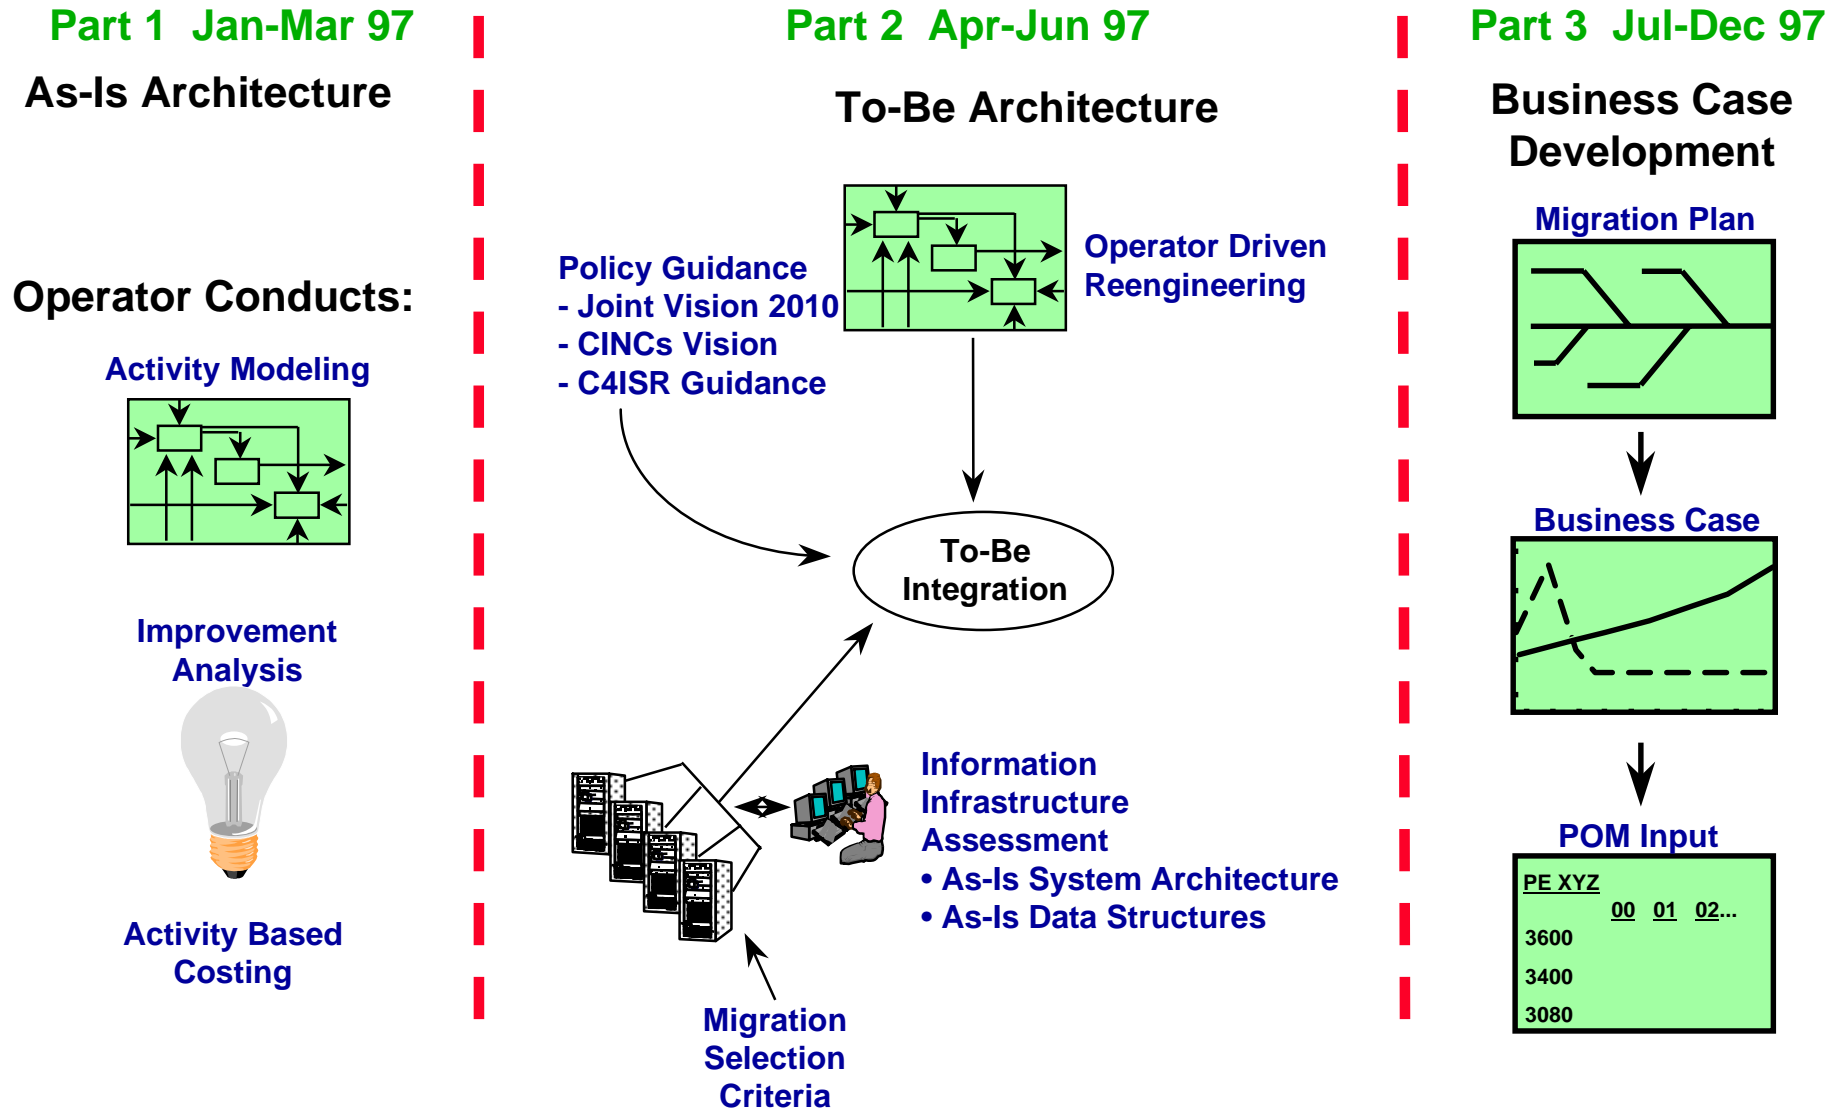 Part 1  Jan-Mar 97
As-Is Architecture
Operator Conducts:
Activity Modeling
Improvement
Analysis
Activity Based
Costing
Part 2  Apr-Jun 97
To-Be Architecture
Policy Guidance
- Joint Vision 2010
- CINCs Vision
- C4ISR Guidance
Operator Driven
Reengineering
To-Be
Integration
Information
Infrastructure
Assessment
• As-Is System Architecture
• As-Is Data Structures
Migration
Selection
Criteria
Part 3  Jul-Dec 97
Business Case
Development
Migration Plan
Business Case
POM Input
PE XYZ
00 01 02...
3600
3400
3080